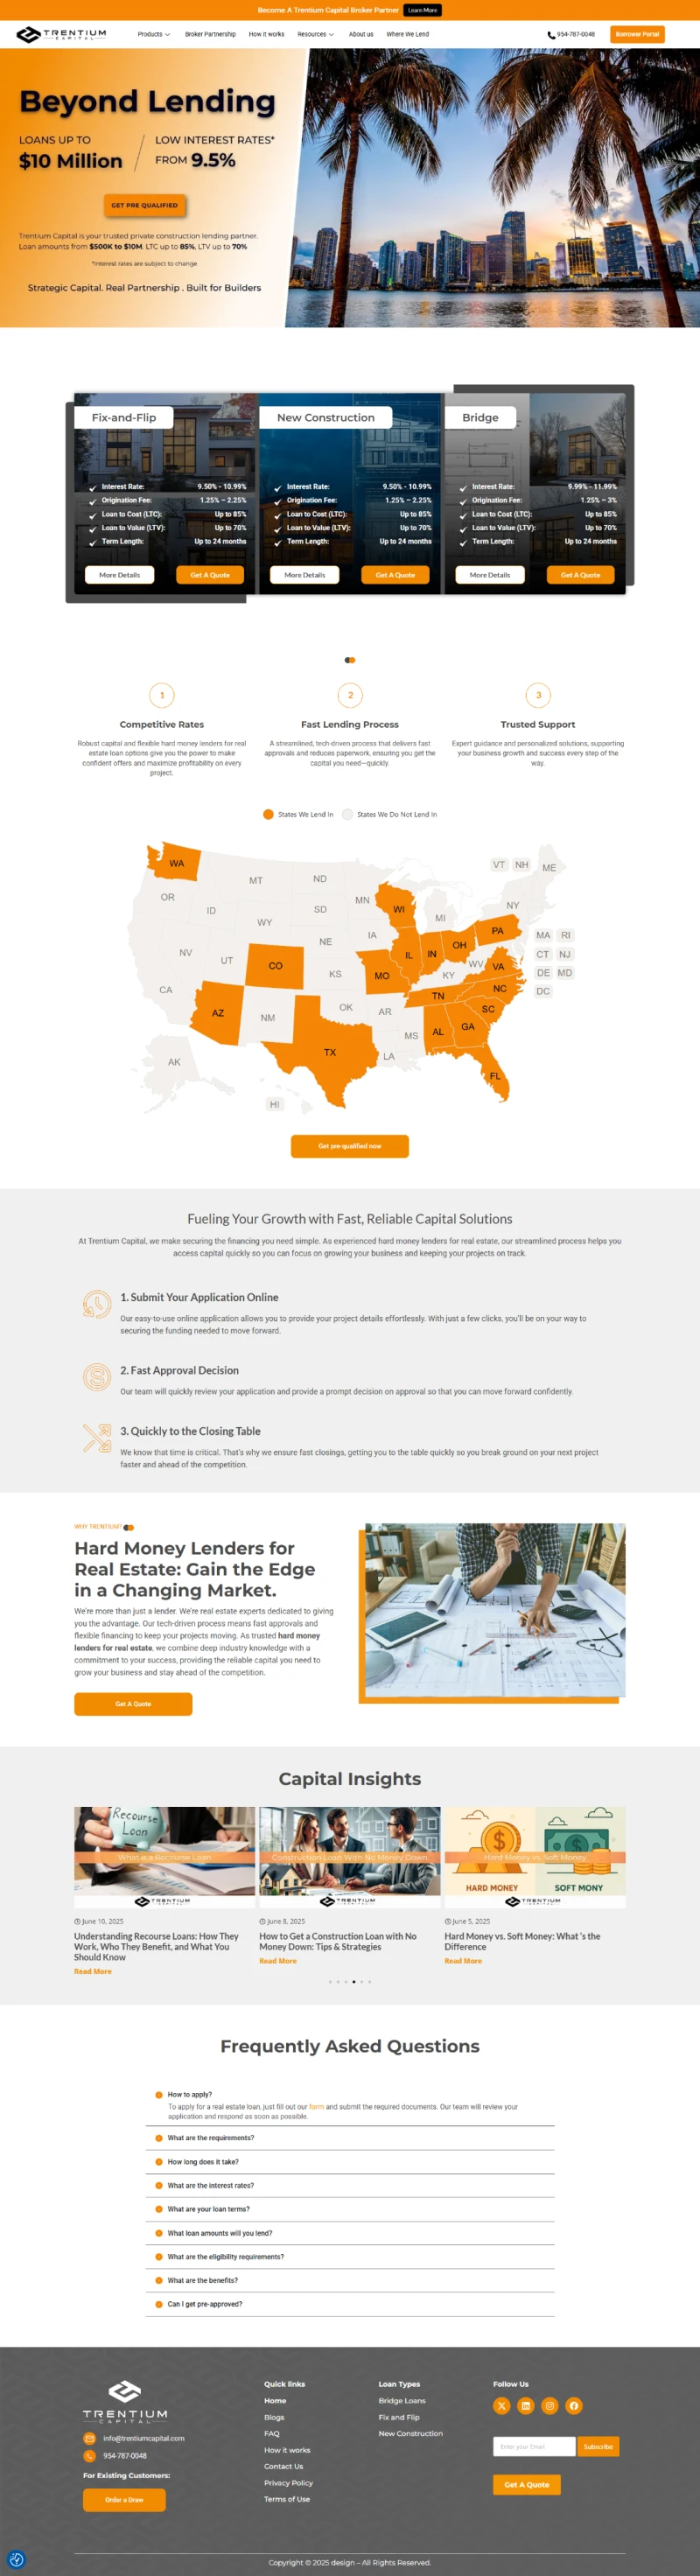 Become A Trentium Capital Broker Partner Learn More
TRENTIUM
CAPITAL
Products
Broker Partnership
How it works
Resources
About us
Where We Lend
954-787-0048
Borrower Portal
Beyond Lending
LOANS UP TO
$10 Million
LOW INTEREST RATES*
FROM 9.5%
GET PRE QUALIFIED
Trentium Capital is your trusted private construction lending partner.
Loan amounts from $500K to $10M, LTC up to 85%, LTV up to 70%
*Interest rates are subject to change
Strategic Capital. Real Partnership . Built for Builders
Fix-and-Flip
Interest Rate: 9.50% - 10.99%
Origination Fee: 1.25% – 2.25%
Loan to Cost (LTC): Up to 85%
Loan to Value (LTV): Up to 70%
Term Length: Up to 24 months
More Details
Get A Quote
New Construction
Interest Rate: 9.50% - 10.99%
Origination Fee: 1.25% – 2.25%
Loan to Cost (LTC): Up to 85%
Loan to Value (LTV): Up to 70%
Term Length: Up to 24 months
More Details
Get A Quote
Bridge
Interest Rate: 9.99% - 11.99%
Origination Fee: 1.25% – 3%
Loan to Cost (LTC): Up to 85%
Loan to Value (LTV): Up to 70%
Term Length: Up to 24 months
More Details
Get A Quote
1
Competitive Rates
Robust capital and flexible hard money lenders for real
estate loan options give you the power to make
confident offers and maximize profitability on every
project.
2
Fast Lending Process
A streamlined, tech-driven process that delivers fast
approvals and reduces paperwork, ensuring you get the
capital you need—quickly.
3
Trusted Support
Expert guidance and personalized solutions, supporting
your business growth and success every step of the
way.
States We Lend In
States We Do Not Lend In
WA
OR
MT
ID
ND
SD
MN
WY
NE
IA
WI
MI
VT
NH
ME
NY
MA
RI
CT
NJ
DE
MD
DC
PA
NV
UT
CO
KS
MO
IL
IN
OH
WV
VA
KY
CA
AZ
NM
OK
AR
TN
NC
SC
TX
LA
MS
AL
GA
FL
AK
HI
Get pre-qualified now
Fueling Your Growth with Fast, Reliable Capital Solutions
At Trentium Capital, we make securing the financing you need simple. As experienced hard money lenders for real estate, our streamlined process helps you
access capital quickly so you can focus on growing your business and keeping your projects on track.
1. Submit Your Application Online
Our easy-to-use online application allows you to provide your project details effortlessly. With just a few clicks, you'll be on your way to
securing the funding needed to move forward.
2. Fast Approval Decision
Our team will quickly review your application and provide a prompt decision on approval so that you can move forward confidently.
3. Quickly to the Closing Table
We know that time is critical. That's why we ensure fast closings, getting you to the table quickly so you break ground on your next project
faster and ahead of the competition.
WHY TRENTIUM?
Hard Money Lenders for
Real Estate: Gain the Edge
in a Changing Market.
We're more than just a lender. We're real estate experts dedicated to giving
you the advantage. Our tech-driven process means fast approvals and
flexible financing to keep your projects moving. As trusted hard money
lenders for real estate, we combine deep industry knowledge with a
commitment to your success, providing the reliable capital you need to
grow your business and stay ahead of the competition.
Get A Quote
Capital Insights
Recourse
Loan
What is a Recourse Loan
TRENTIUM
CAPITAL
June 10, 2025
Understanding Recourse Loans: How They
Work, Who They Benefit, and What You
Should Know
Read More
Construction Loan With No Money Down
TRENTIUM
CAPITAL
June 8, 2025
How to Get a Construction Loan with No
Money Down: Tips & Strategies
Read More
Hard Money vs. Soft Money
HARD MONEY
SOFT MONY
TRENTIUM
CAPITAL
June 5, 2025
Hard Money vs. Soft Money: What 's the
Difference
Read More
Frequently Asked Questions
How to apply?
To apply for a real estate loan, just fill out our form and submit the required documents. Our team will review your
application and respond as soon as possible.
What are the requirements?
How long does it take?
What are the interest rates?
What are your loan terms?
What loan amounts will you lend?
What are the eligibility requirements?
What are the benefits?
Can I get pre-approved?
TRENTIUM
CAPITAL
info@trentiumcapital.com
954-787-0048
For Existing Customers:
Order a Draw
Quick links
Home
Blogs
FAQ
How it works
Contact Us
Privacy Policy
Terms of Use
Loan Types
Bridge Loans
Fix and Flip
New Construction
Follow Us
Enter your Email
Subscribe
Get A Quote
Copyright © 2025 design – All Rights Reserved.